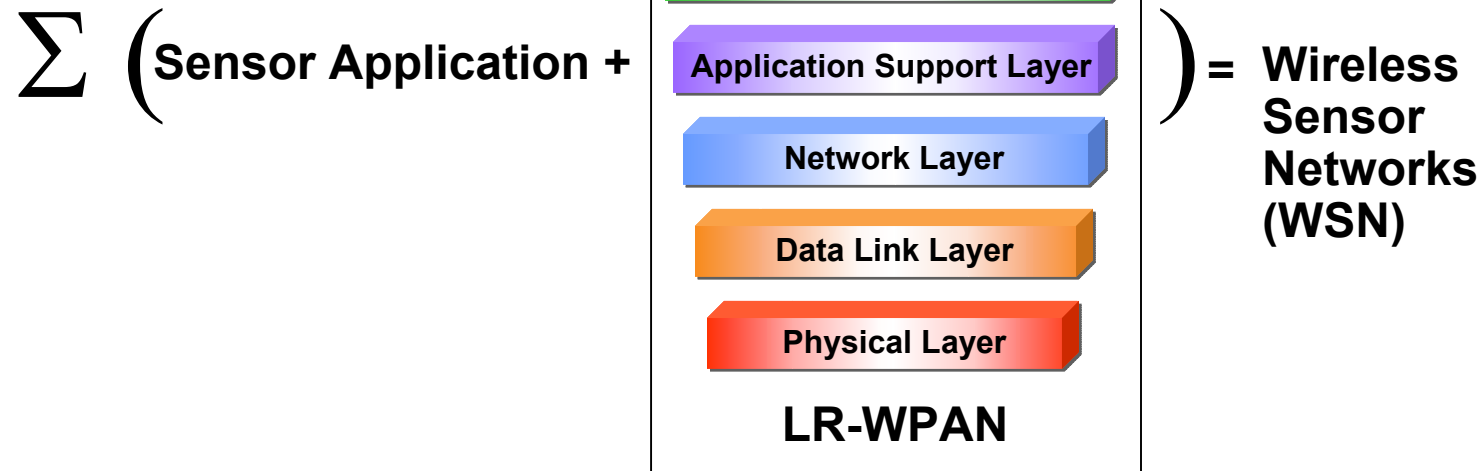 ∑ (Sensor Application +
Application Support Layer
Network Layer
Data Link Layer
Physical Layer
LR-WPAN
) = Wireless
Sensor
Networks
(WSN)